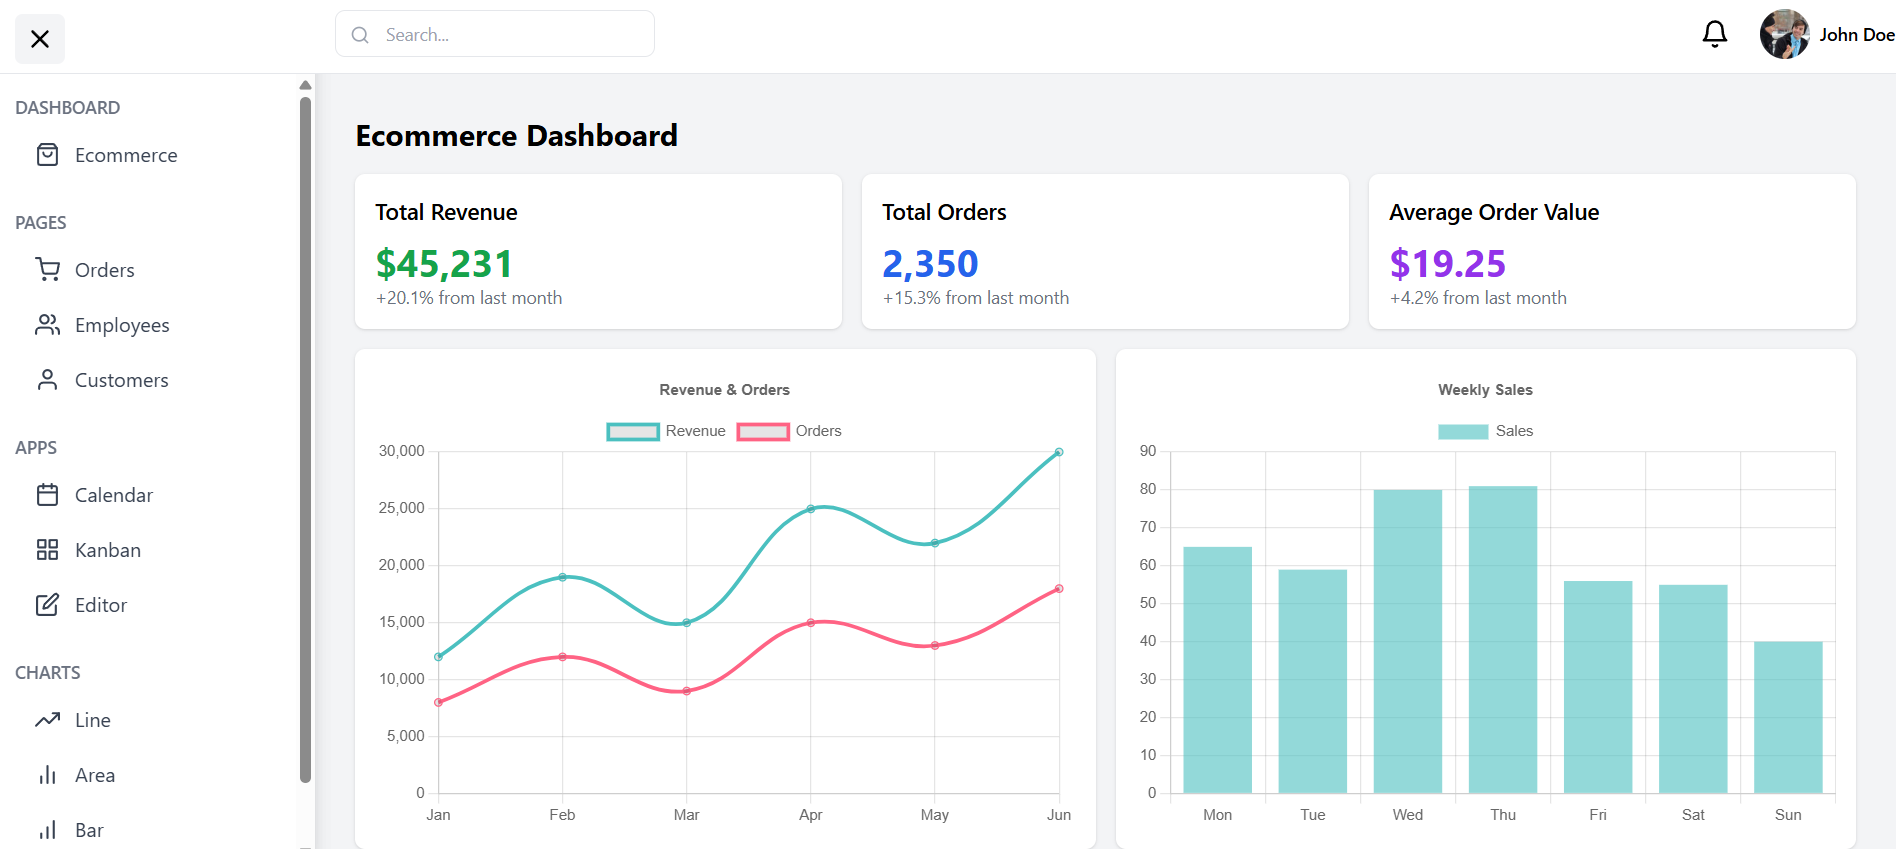 Search...
John Doe
DASHBOARD
Ecommerce
PAGES
Orders
Employees
Customers
APPS
Calendar
Kanban
Editor
CHARTS
Line
Area
Bar
Ecommerce Dashboard
Total Revenue
$45,231
+20.1% from last month
Total Orders
2,350
+15.3% from last month
Average Order Value
$19.25
+4.2% from last month
Revenue & Orders
Revenue Orders
30,000
25,000
20,000
15,000
10,000
5,000
0
Jan Feb Mar Apr May Jun
Weekly Sales
Sales
90
80
70
60
50
40
30
20
10
0
Mon Tue Wed Thu Fri Sat Sun